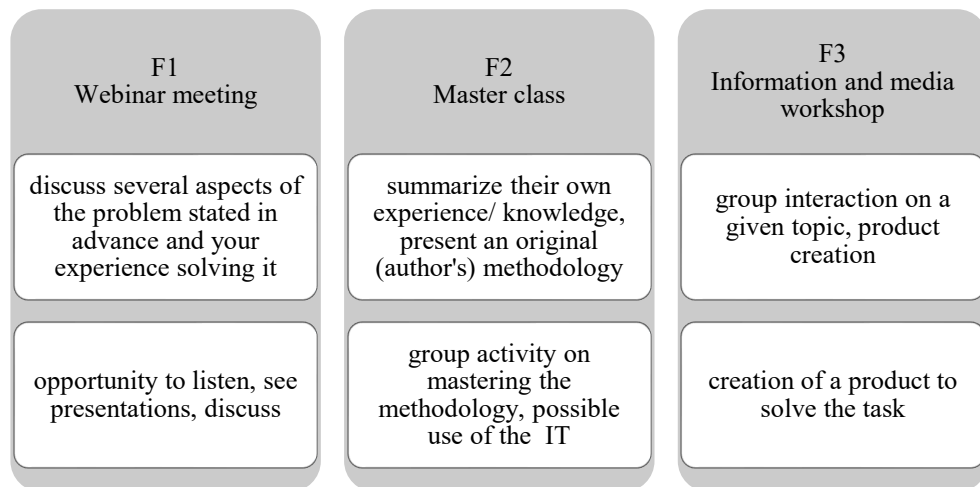 F1
Webinar meeting
discuss several aspects of
the problem stated in
advance and your
experience solving it
opportunity to listen, see
presentations, discuss
F2
Master class
summarize their own
experience/ knowledge,
present an original
(author's) methodology
group activity on
mastering the
methodology, possible
use of the IT
F3
Information and media
workshop
group interaction on a
given topic, product
creation
creation of a product to
solve the task